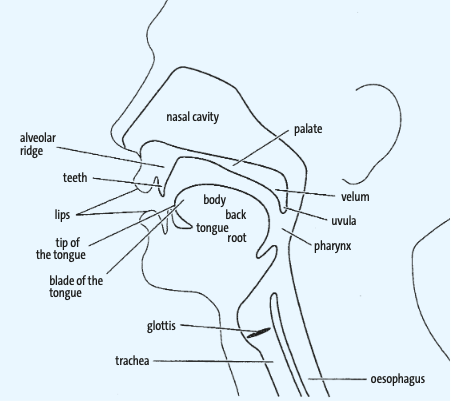 nasal cavity
palate
alveolar
ridge
teeth
velum
body
lips
back
uvula
tongue
root
tip of
the tongue
pharynx
blade of the
tongue
glottis
trachea
oesophagus